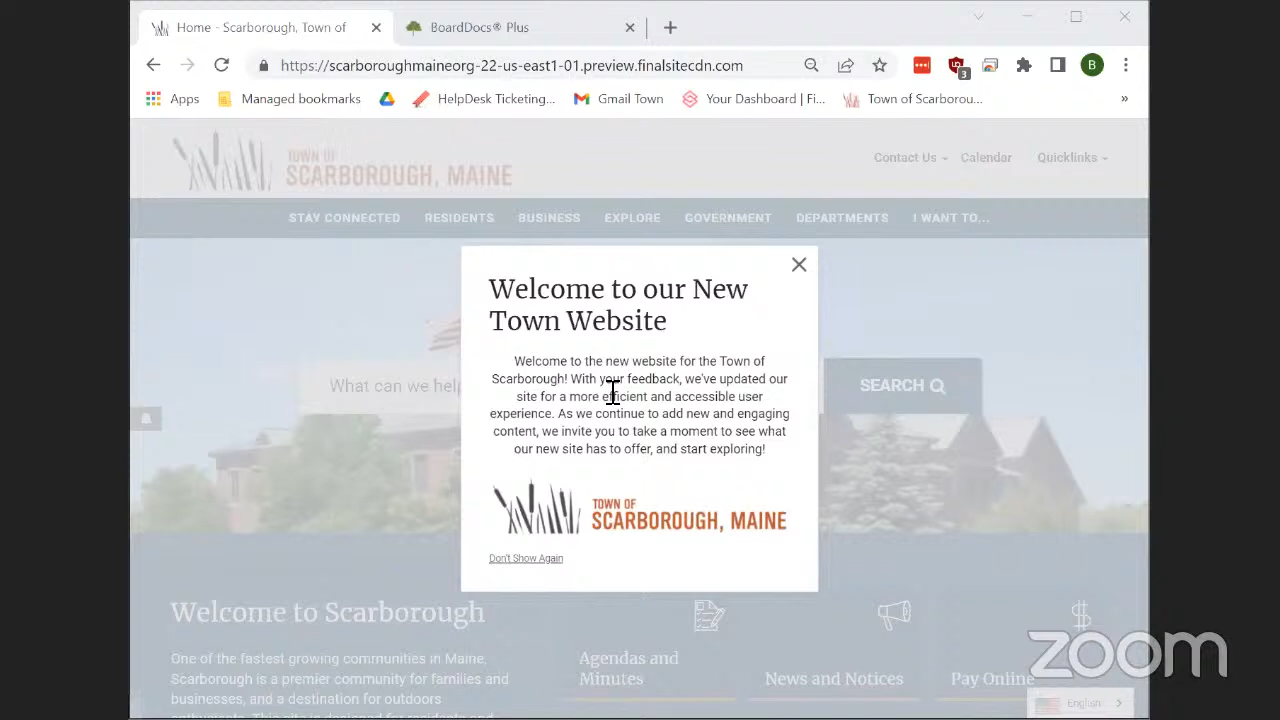 Home - Scarborough, Town of
BoardDocs® Plus
https://scarboroughmaineorg-22-us-east1-01.preview.finalsitecdn.com
3
B
Apps
Managed bookmarks
HelpDesk Ticketing...
Gmail Town
Your Dashboard | Fi...
Town of Scarborou...
»
TOWN OF
SCARBOROUGH, MAINE
Contact Us
Calendar
Quicklinks
STAY CONNECTED
RESIDENTS
BUSINESS
EXPLORE
GOVERNMENT
DEPARTMENTS
I WANT TO...
Welcome to our New
Town Website
Welcome to the new website for the Town of
Scarborough! With your feedback, we've updated our
site for a more efficient and accessible user
experience. As we continue to add new and engaging
content, we invite you to take a moment to see what
our new site has to offer, and start exploring!
TOWN OF
SCARBOROUGH, MAINE
Don't Show Again
What can we help
SEARCH
Welcome to Scarborough
One of the fastest growing communities in Maine,
Scarborough is a premier community for families and
businesses, and a destination for outdoors
Agendas and
Minutes
News and Notices
Pay Online
zoom
English